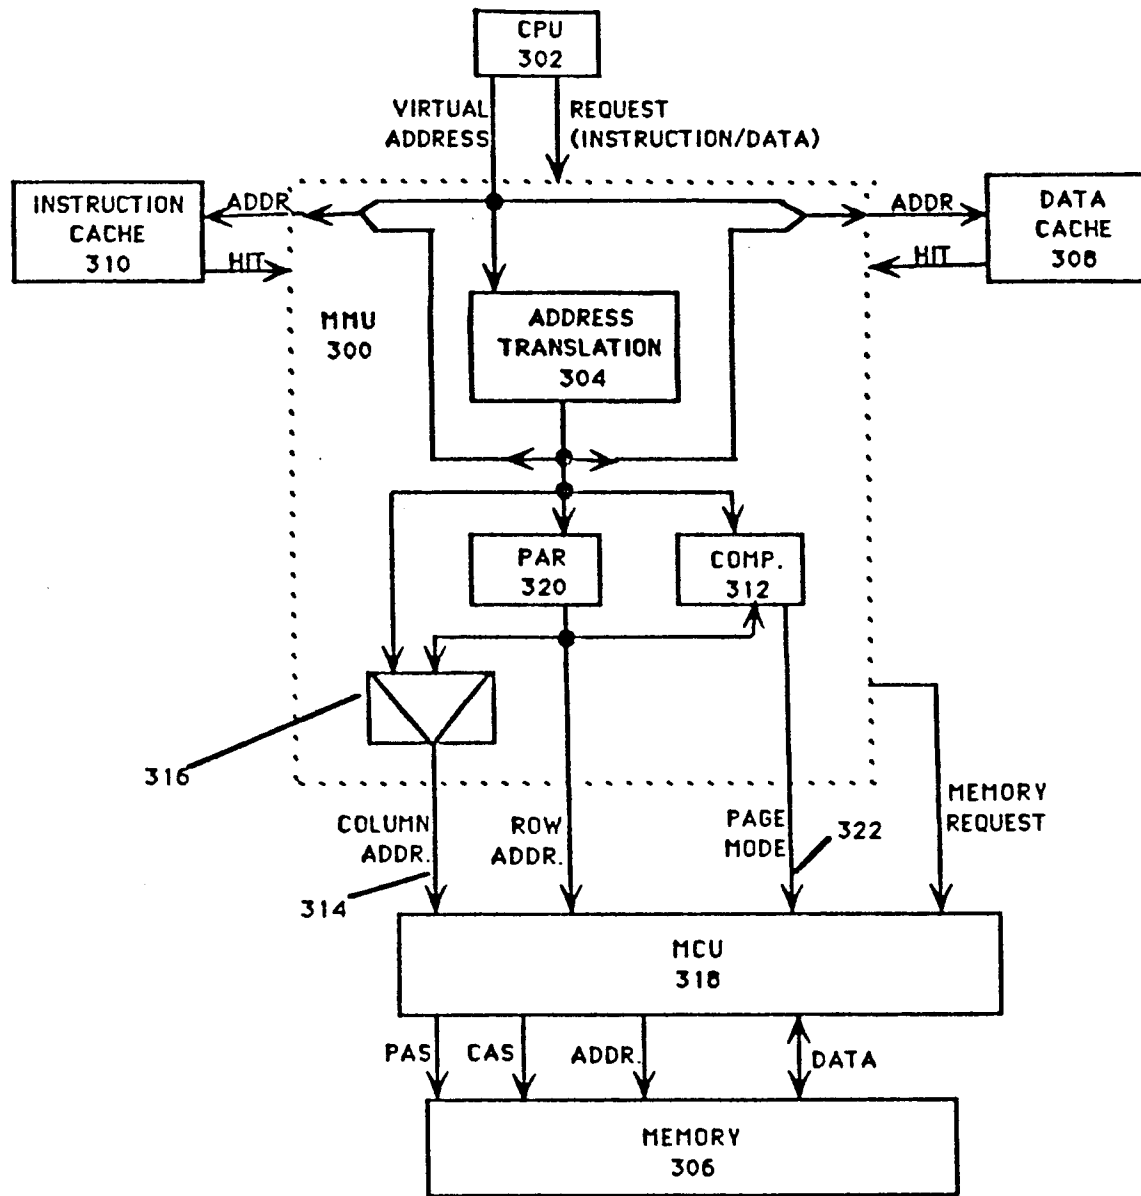 CPU
302
VIRTUAL
ADDRESS
REQUEST
(INSTRUCTION/DATA)
INSTRUCTION
CACHE
310
ADDR
HIT
ADDR
HIT
DATA
CACHE
308
MMU
300
ADDRESS
TRANSLATION
304
PAR
320
COMP.
312
316
COLUMN
ADDR.
314
ROW
ADDR.
PAGE
MODE
322
MEMORY
REQUEST
MCU
318
PAS
CAS
ADDR.
DATA
MEMORY
306